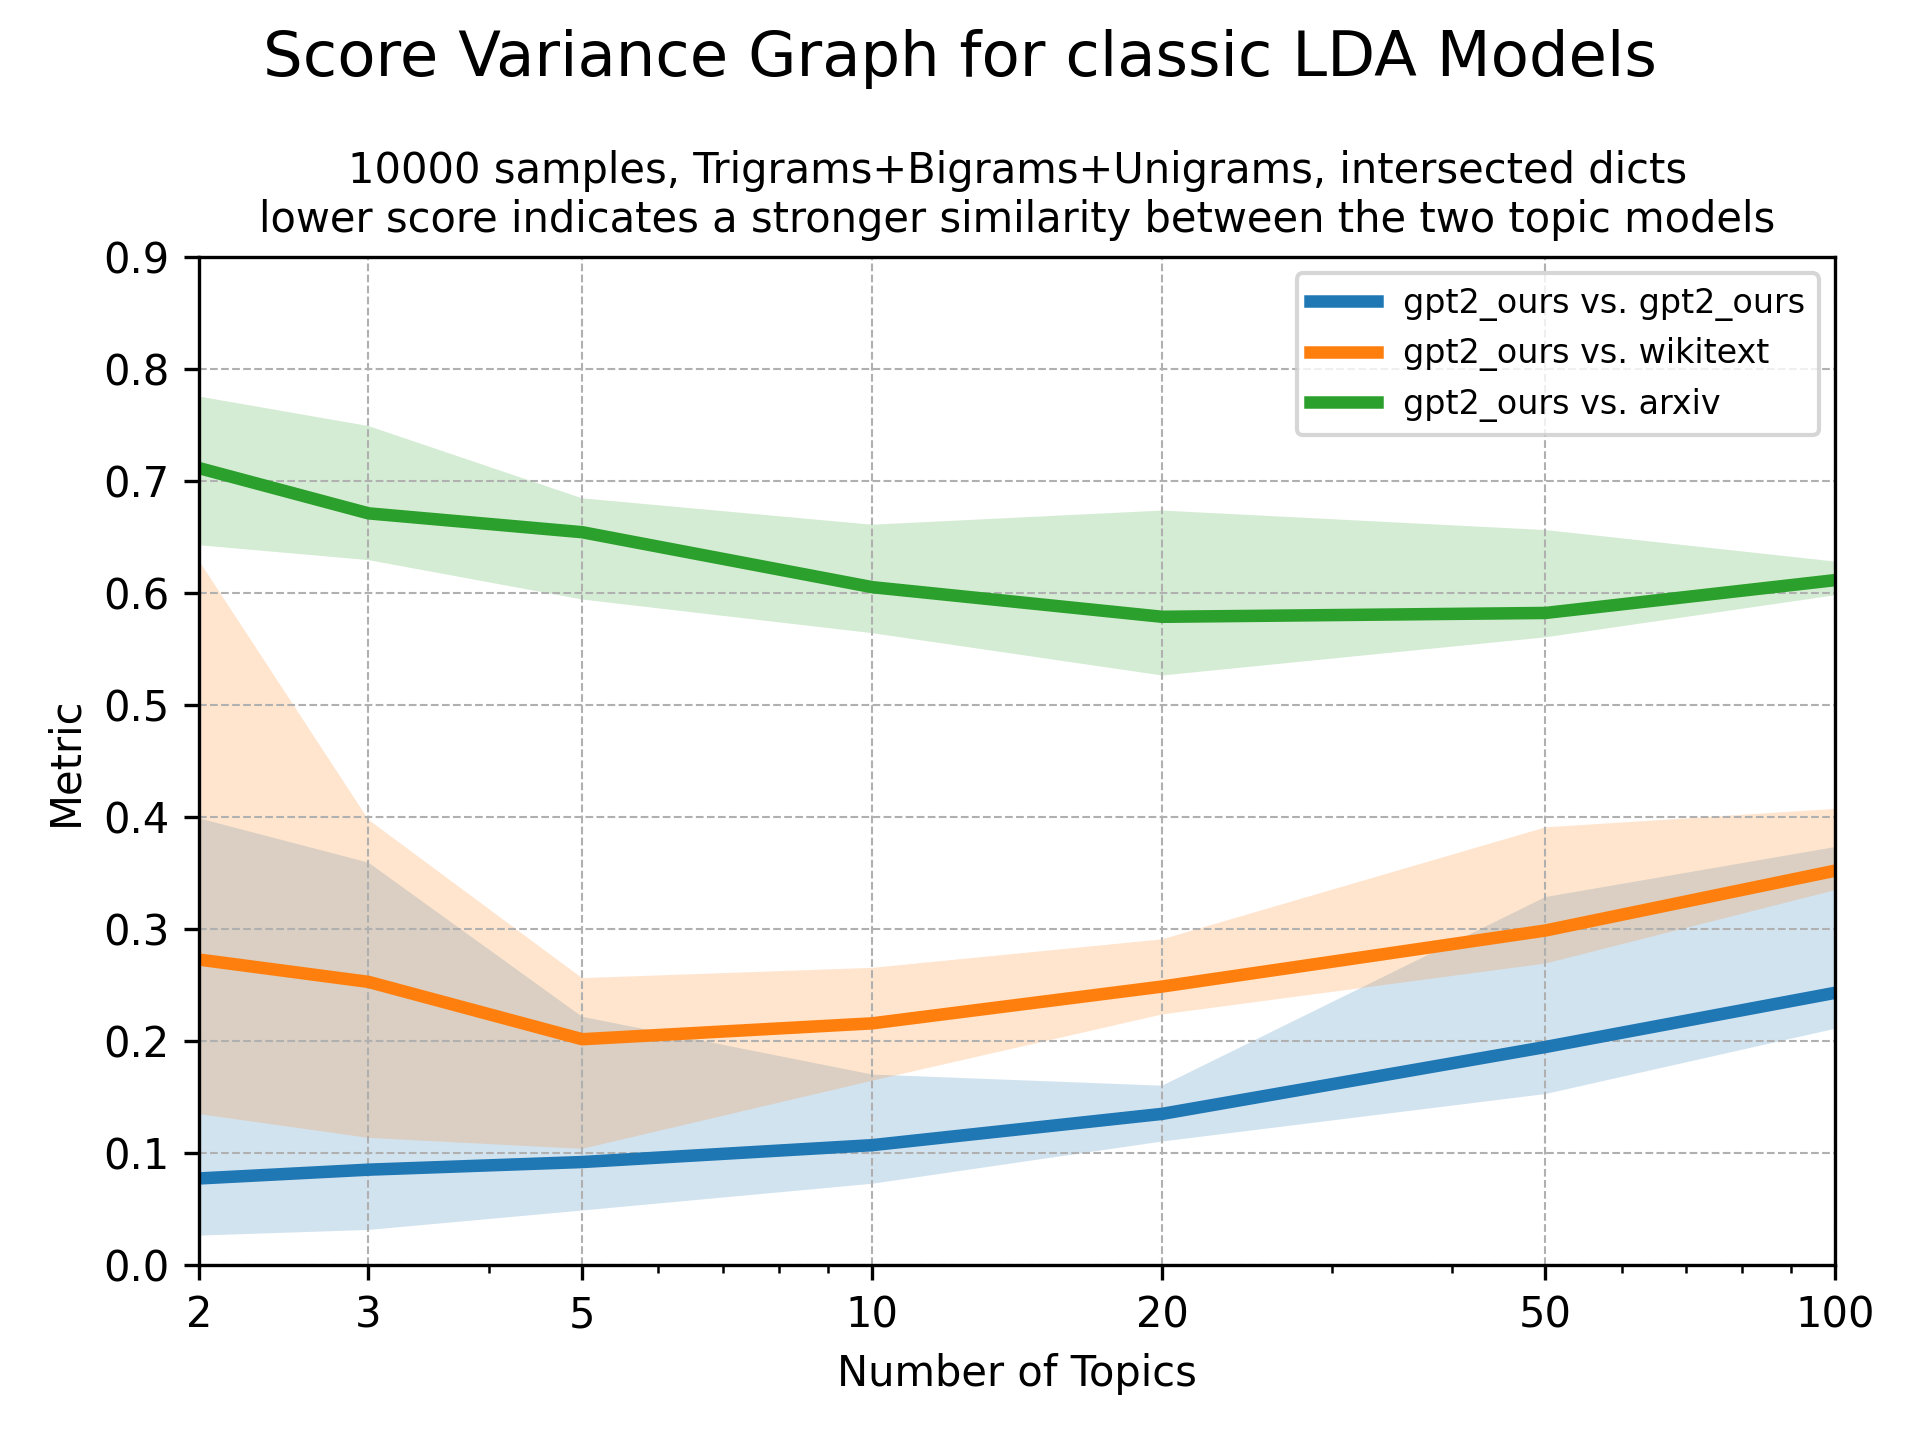 Score Variance Graph for classic LDA Models
10000 samples, Trigrams+Bigrams+Unigrams, intersected dicts
lower score indicates a stronger similarity between the two topic models
gpt2_ours vs. gpt2_ours
gpt2_ours vs. wikitext
gpt2_ours vs. arxiv
Metric
0.9
0.8
0.7
0.6
0.5
0.4
0.3
0.2
0.1
0.0
2 3 5 10 20 50 100
Number of Topics